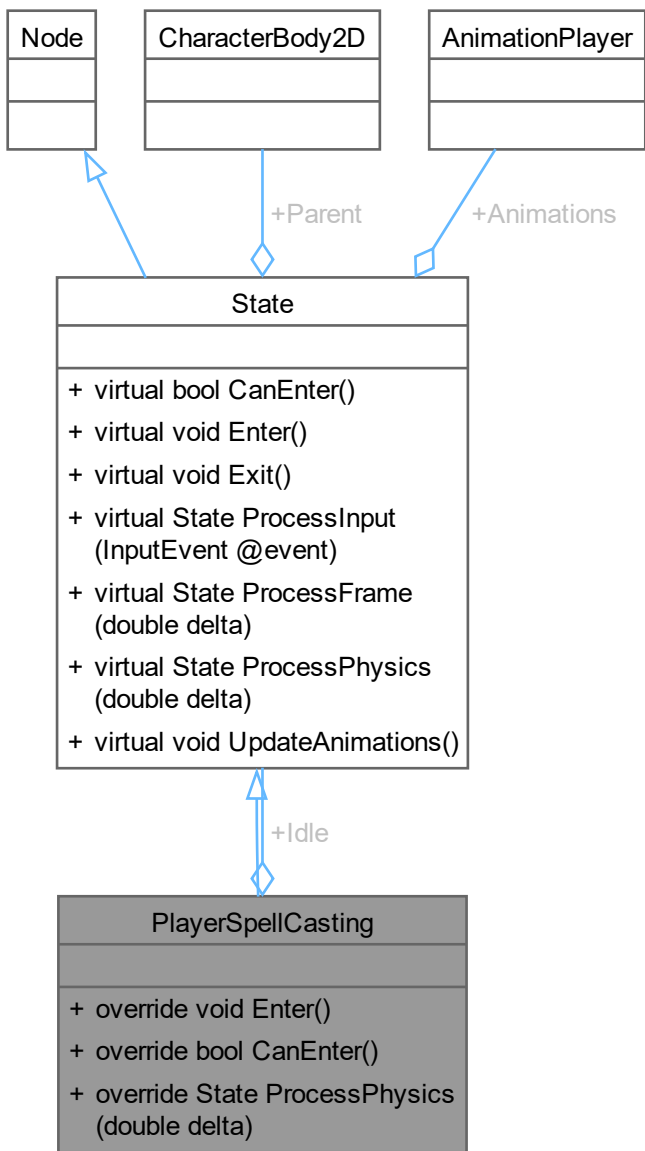 Node
CharacterBody2D
AnimationPlayer
+Parent
+Animations
State
+ virtual bool CanEnter()
+ virtual void Enter()
+ virtual void Exit()
+ virtual State ProcessInput
(InputEvent @event)
+ virtual State ProcessFrame
(double delta)
+ virtual State ProcessPhysics
(double delta)
+ virtual void UpdateAnimations()
+Idle
PlayerSpellCasting
+ override void Enter()
+ override bool CanEnter()
+ override State ProcessPhysics
(double delta)